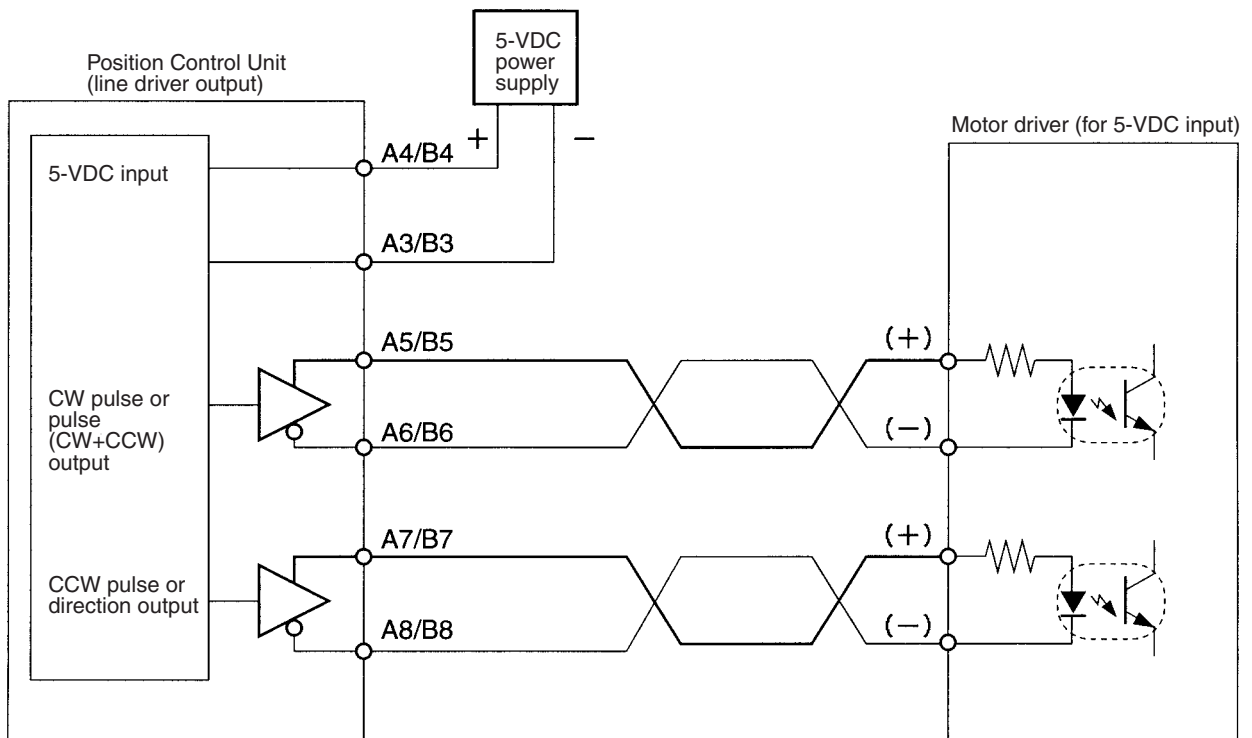 5-VDC
power
supply
Position Control Unit
(line driver output)
Motor driver (for 5-VDC input)
+
−
A4/B4
5-VDC input
A3/B3
A5/B5
(+)
CW pulse or
pulse
(CW+CCW)
output
A6/B6
(−)
A7/B7
(+)
CCW pulse or
direction output
A8/B8
(−)